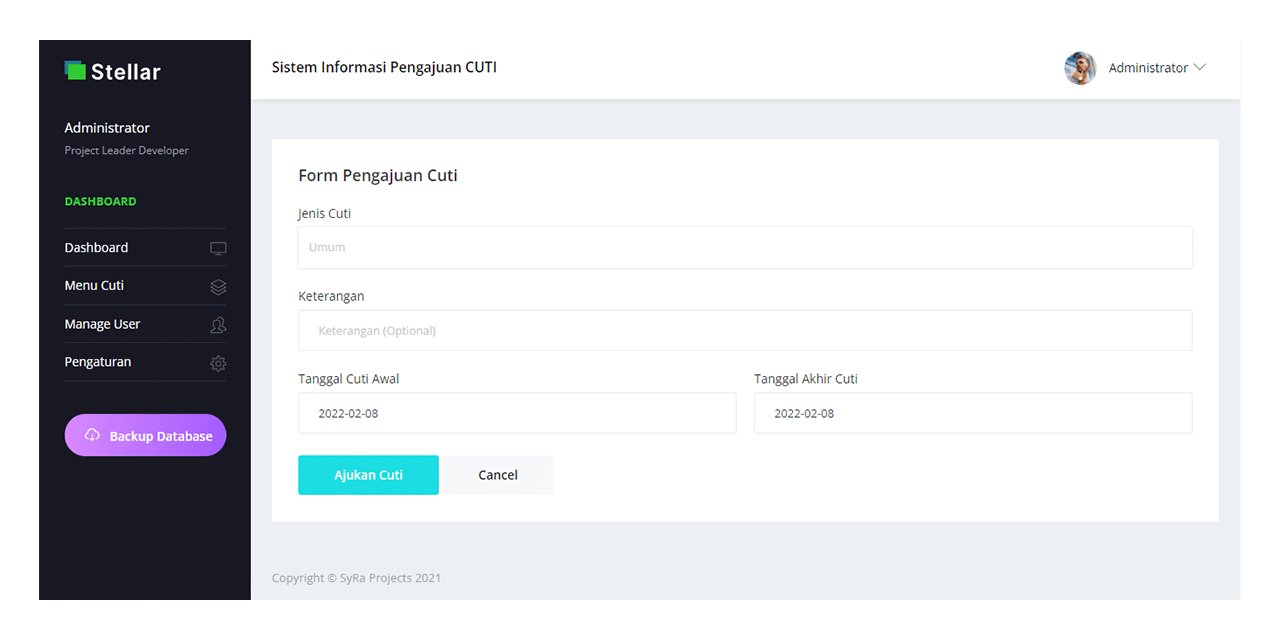 Stellar
Sistem Informasi Pengajuan CUTI
Administrator
Administrator
Project Leader Developer
DASHBOARD
Dashboard
Menu Cuti
Manage User
Pengaturan
Backup Database
Form Pengajuan Cuti
Jenis Cuti
Umum
Keterangan
Keterangan (Optional)
Tanggal Cuti Awal
Tanggal Akhir Cuti
2022-02-08
2022-02-08
Ajukan Cuti
Cancel
Copyright © SyRa Projects 2021